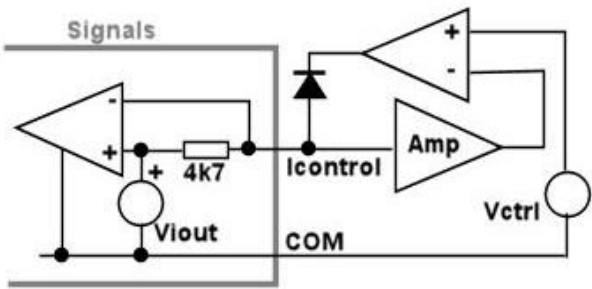 Signals
+
-
-
Amp
+
4k7
Icontrol
+
Vctrl
Viout
COM